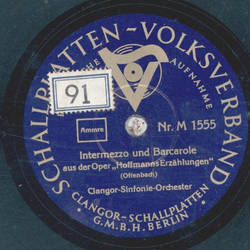 SCHALLPLATTEN-VOLKSVERBAND
AUFNAHME
91
Ammre
Nr. M 1555
Intermezzo und Barcarole
aus der Oper „Hoffmanns Erzählungen"
(Offenbach)
Clangor-Sinfonie-Orchester
CLANGOR-SCHALLPLATTEN
G.M.B.H. BERLIN